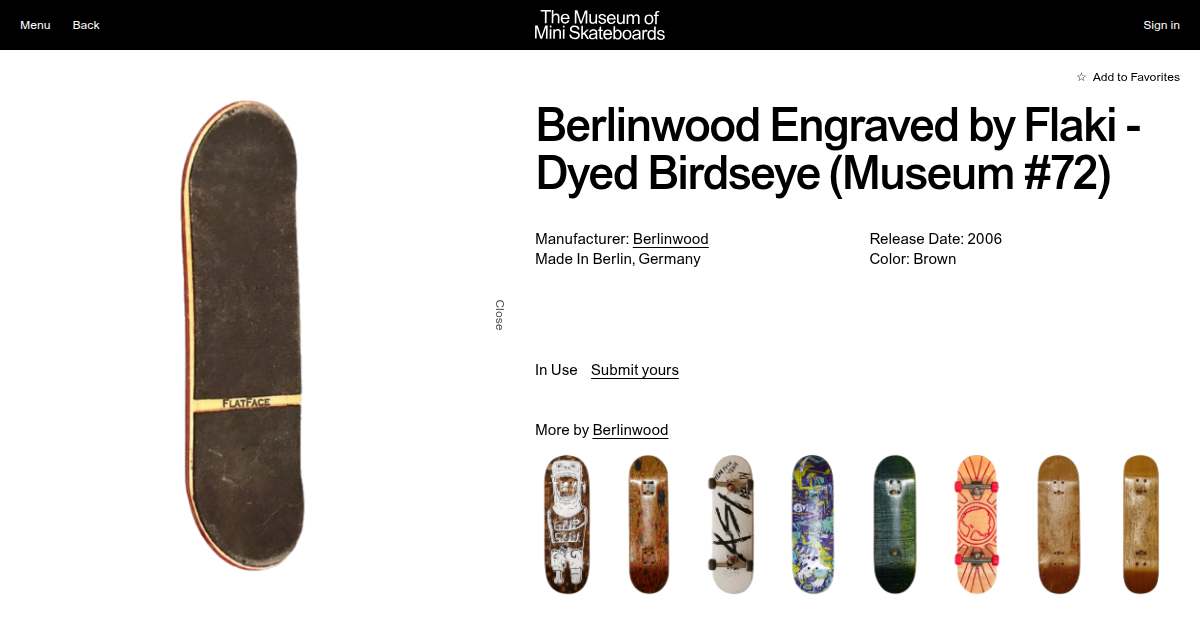 Menu
Back
The Museum of
Mini Skateboards
Sign in
☆ Add to Favorites
Berlinwood Engraved by Flaki -
Dyed Birdseye (Museum #72)
Manufacturer: Berlinwood
Made In Berlin, Germany
Release Date: 2006
Color: Brown
Close
FLATFACE
In Use Submit yours
More by Berlinwood